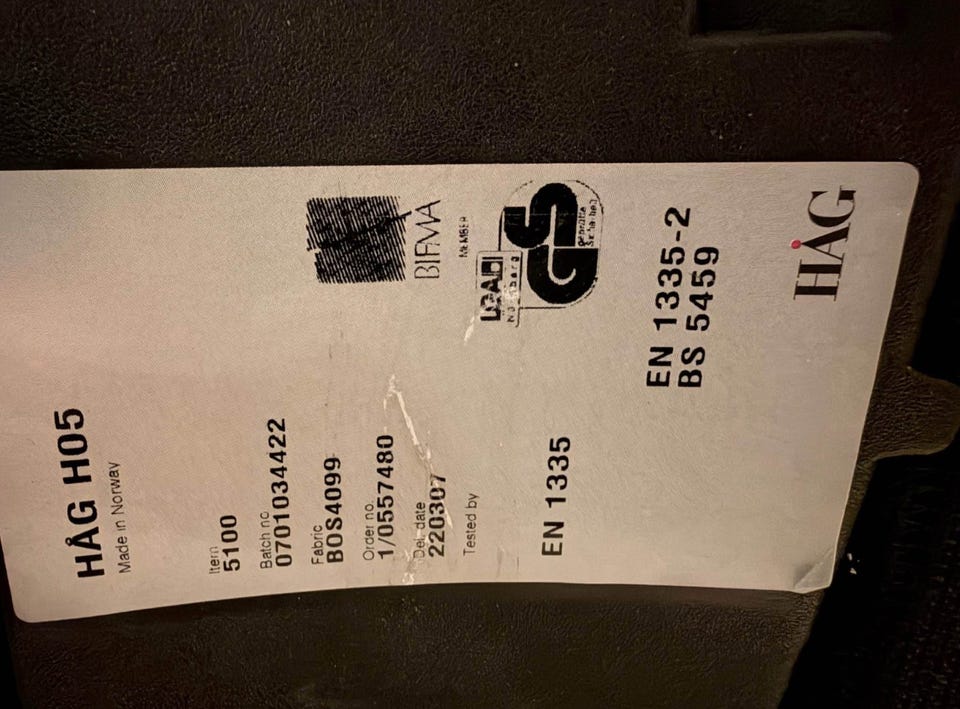 HÅG H05
Made in Norway
Item
5100
Batch no
0701034422
Fabric
BOS4099
Order no.
1/0557480
Del. date
220307
Tested by
EN 1335
BIFMA
MEMBER
LGA
Nürnberg
GS
geprüfte
Sicherheit
EN 1335-2
BS 5459
HÅG